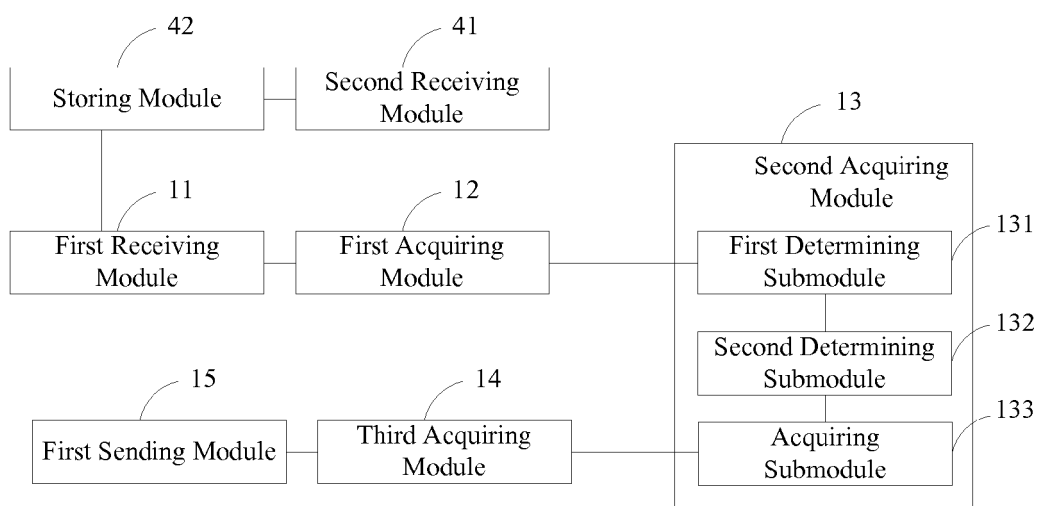 42
41
Storing Module
Second Receiving
Module
13
Second Acquiring
Module
11
12
First Receiving
Module
First Acquiring
Module
131
First Determining
Submodule
132
Second Determining
Submodule
15
14
133
First Sending Module
Third Acquiring
Module
Acquiring
Submodule